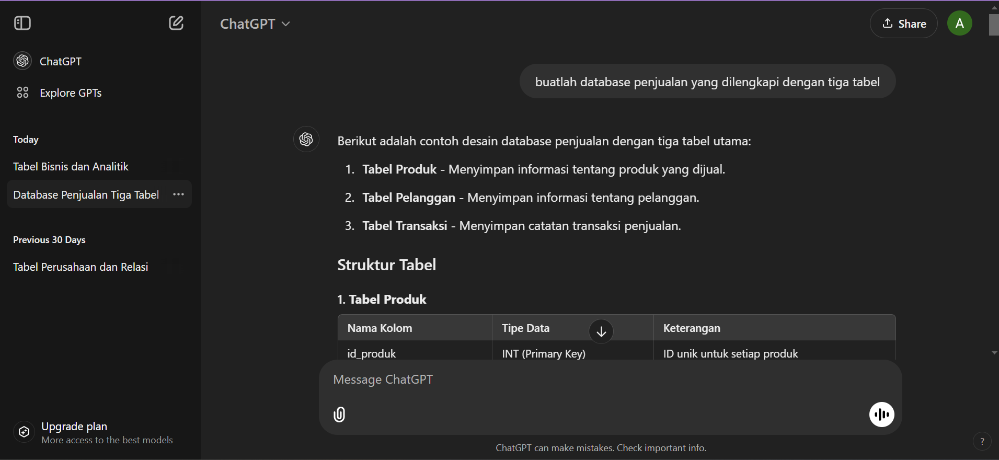 ChatGPT
Explore GPTs
Today
Tabel Bisnis dan Analitik
Database Penjualan Tiga Tabel
Previous 30 Days
Tabel Perusahaan dan Relasi
Upgrade plan
More access to the best models
ChatGPT
Share
A
buatlah database penjualan yang dilengkapi dengan tiga tabel
Berikut adalah contoh desain database penjualan dengan tiga tabel utama:
1. Tabel Produk - Menyimpan informasi tentang produk yang dijual.
2. Tabel Pelanggan - Menyimpan informasi tentang pelanggan.
3. Tabel Transaksi - Menyimpan catatan transaksi penjualan.
Struktur Tabel
1. Tabel Produk
Nama Kolom Tipe Data Keterangan
id_produk INT (Primary Key) ID unik untuk setiap produk
Message ChatGPT
ChatGPT can make mistakes. Check important info.
?